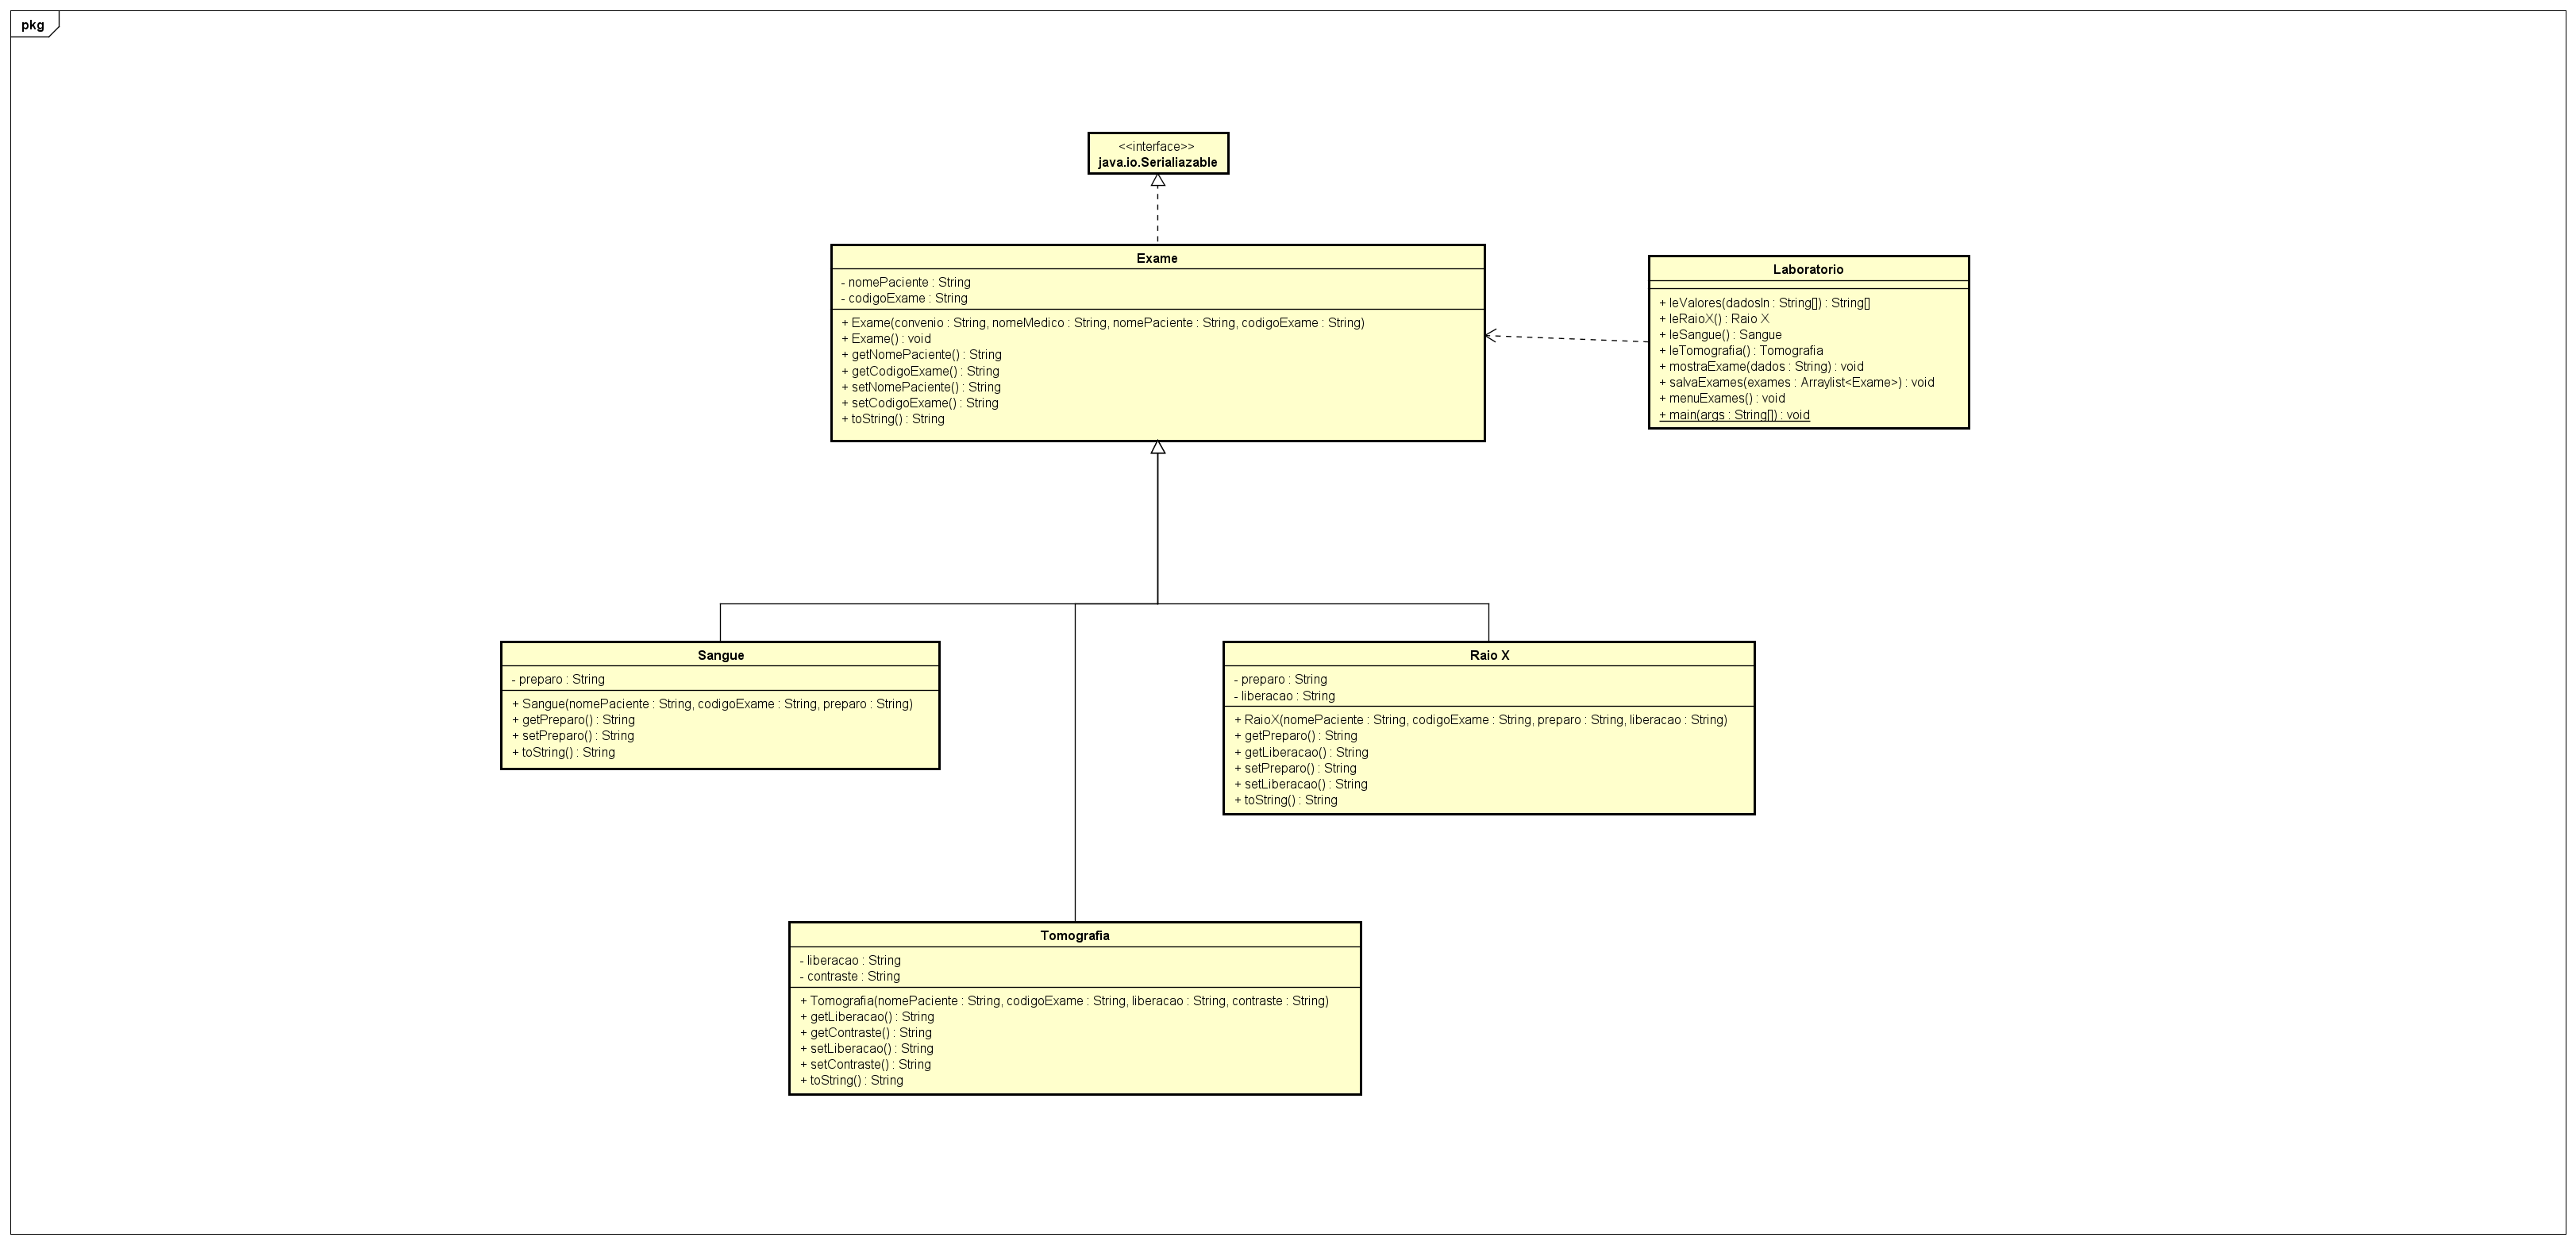 pkg
<<interface>>
java.io.Serialiazable
Exame
- nomePaciente : String
- codigoExame : String
+ Exame(convenio : String, nomeMedico : String, nomePaciente : String, codigoExame : String)
+ Exame() : void
+ getNomePaciente() : String
+ getCodigoExame() : String
+ setNomePaciente() : String
+ setCodigoExame() : String
+ toString() : String
Laboratorio
+ leValores(dadosIn : String[]) : String[]
+ leRaioX() : Raio X
+ leSangue() : Sangue
+ leTomografia() : Tomografia
+ mostraExame(dados : String) : void
+ salvaExames(exames : Arraylist<Exame>) : void
+ menuExames() : void
+ main(args : String[]) : void
Sangue
- preparo : String
+ Sangue(nomePaciente : String, codigoExame : String, preparo : String)
+ getPreparo() : String
+ setPreparo() : String
+ toString() : String
Raio X
- preparo : String
- liberacao : String
+ RaioX(nomePaciente : String, codigoExame : String, preparo : String, liberacao : String)
+ getPreparo() : String
+ getLiberacao() : String
+ setPreparo() : String
+ setLiberacao() : String
+ toString() : String
Tomografia
- liberacao : String
- contraste : String
+ Tomografia(nomePaciente : String, codigoExame : String, liberacao : String, contraste : String)
+ getLiberacao() : String
+ getContraste() : String
+ setLiberacao() : String
+ setContraste() : String
+ toString() : String